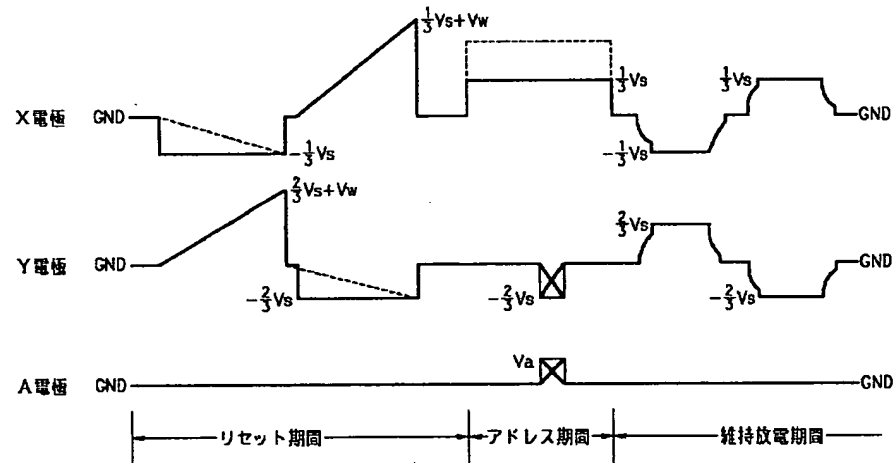 1/3Vs+Vw
1/3Vs 1/3Vs
X電極 GND GND
-1/3Vs -1/3Vs
2/3Vs+Vw
2/3Vs
Y電極 GND GND
-2/3Vs -2/3Vs -2/3Vs
Va
A電極 GND GND
リセット期間 アドレス期間 維持放電期間